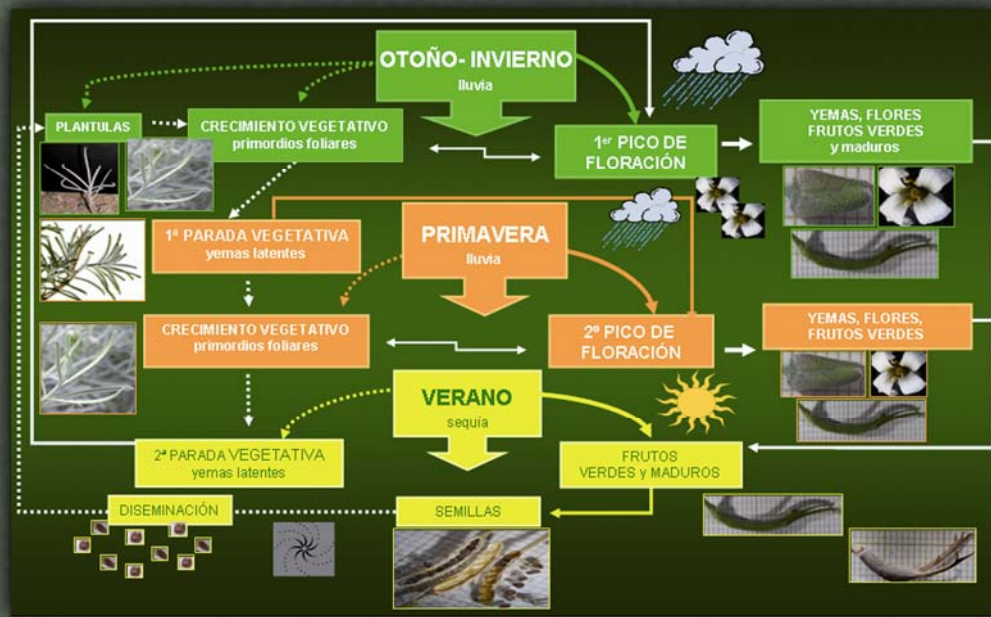 OTOÑO- INVIERNO
lluvia
PLANTULAS
CRECIMIENTO VEGETATIVO
primordios foliares
1er PICO DE
FLORACIÓN
YEMAS, FLORES
FRUTOS VERDES
y maduros
1ª PARADA VEGETATIVA
yemas latentes
PRIMAVERA
lluvia
CRECIMIENTO VEGETATIVO
primordios foliares
2º PICO DE
FLORACIÓN
YEMAS, FLORES,
FRUTOS VERDES
VERANO
sequía
2ª PARADA VEGETATIVA
yemas latentes
FRUTOS
VERDES y MADUROS
DISEMINACIÓN
SEMILLAS